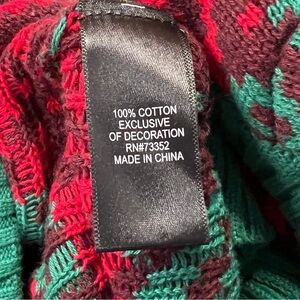 100% COTTON
EXCLUSIVE
OF DECORATION
RN#73352
MADE IN CHINA